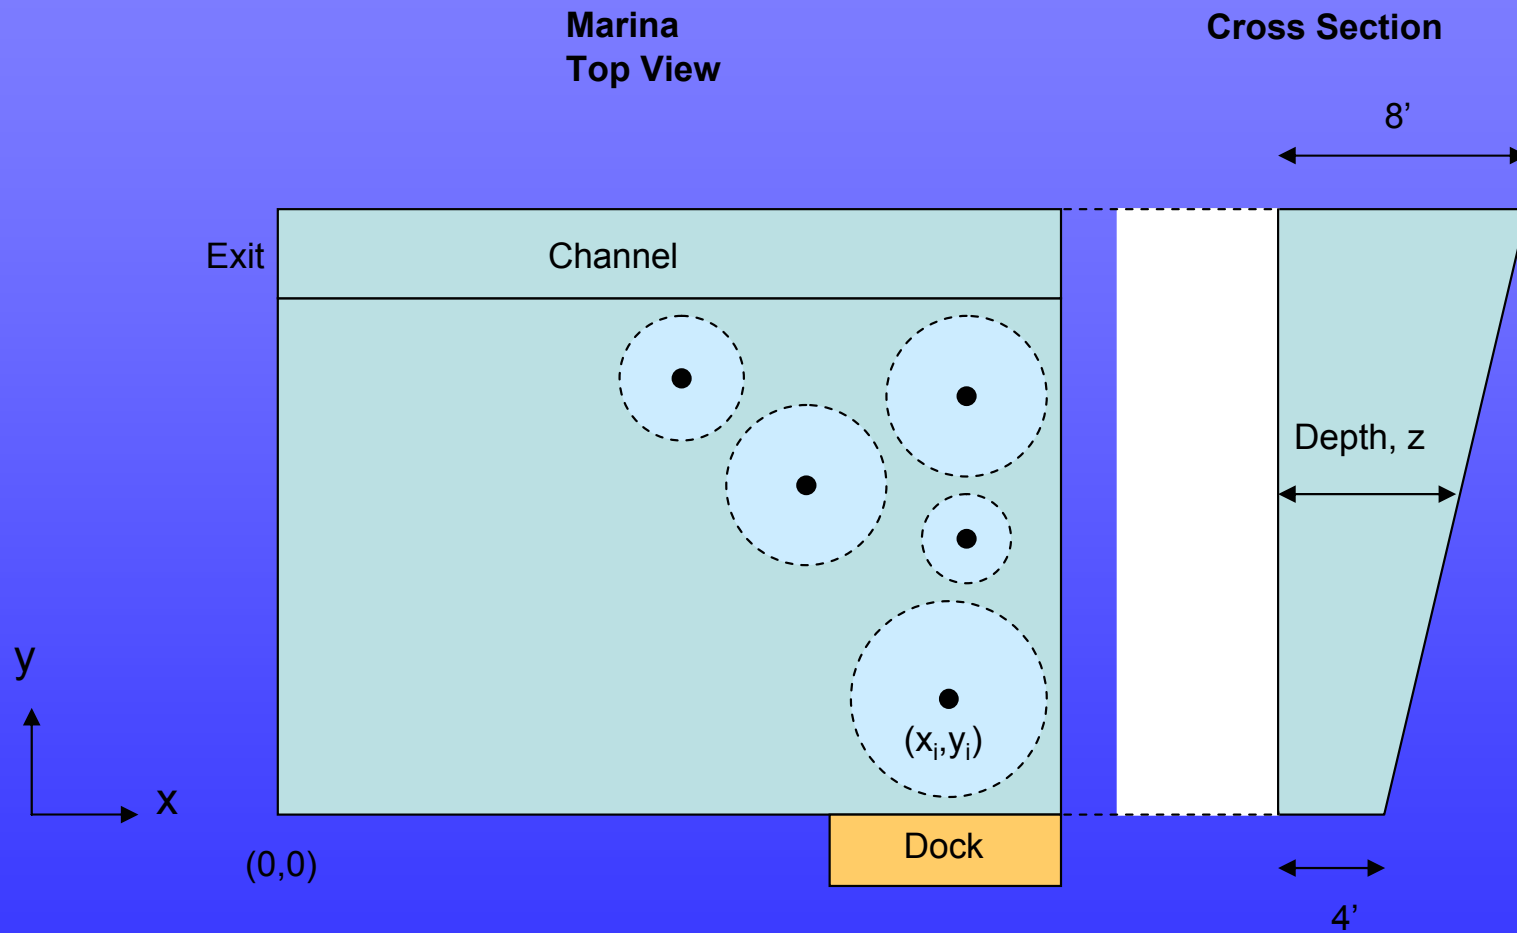 Marina
Top View
Cross Section
8’
Exit
Channel
Depth, z
y
(xᵢ,yᵢ)
x
Dock
(0,0)
4’